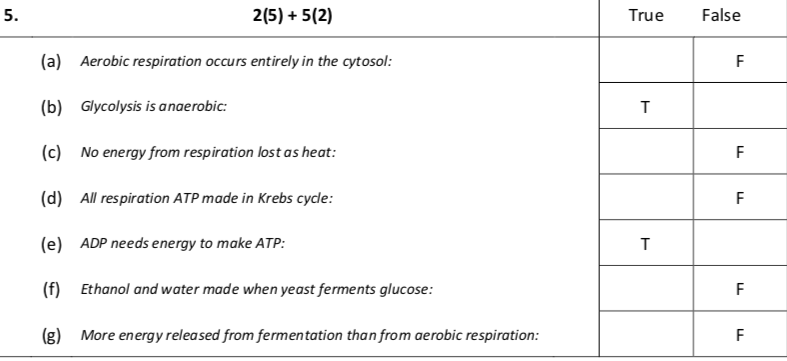 5. 2(5) + 5(2) True False
(a) Aerobic respiration occurs entirely in the cytosol: F
(b) Glycolysis is anaerobic: T
(c) No energy from respiration lost as heat: F
(d) All respiration ATP made in Krebs cycle: F
(e) ADP needs energy to make ATP: T
(f) Ethanol and water made when yeast ferments glucose: F
(g) More energy released from fermentation than from aerobic respiration: F